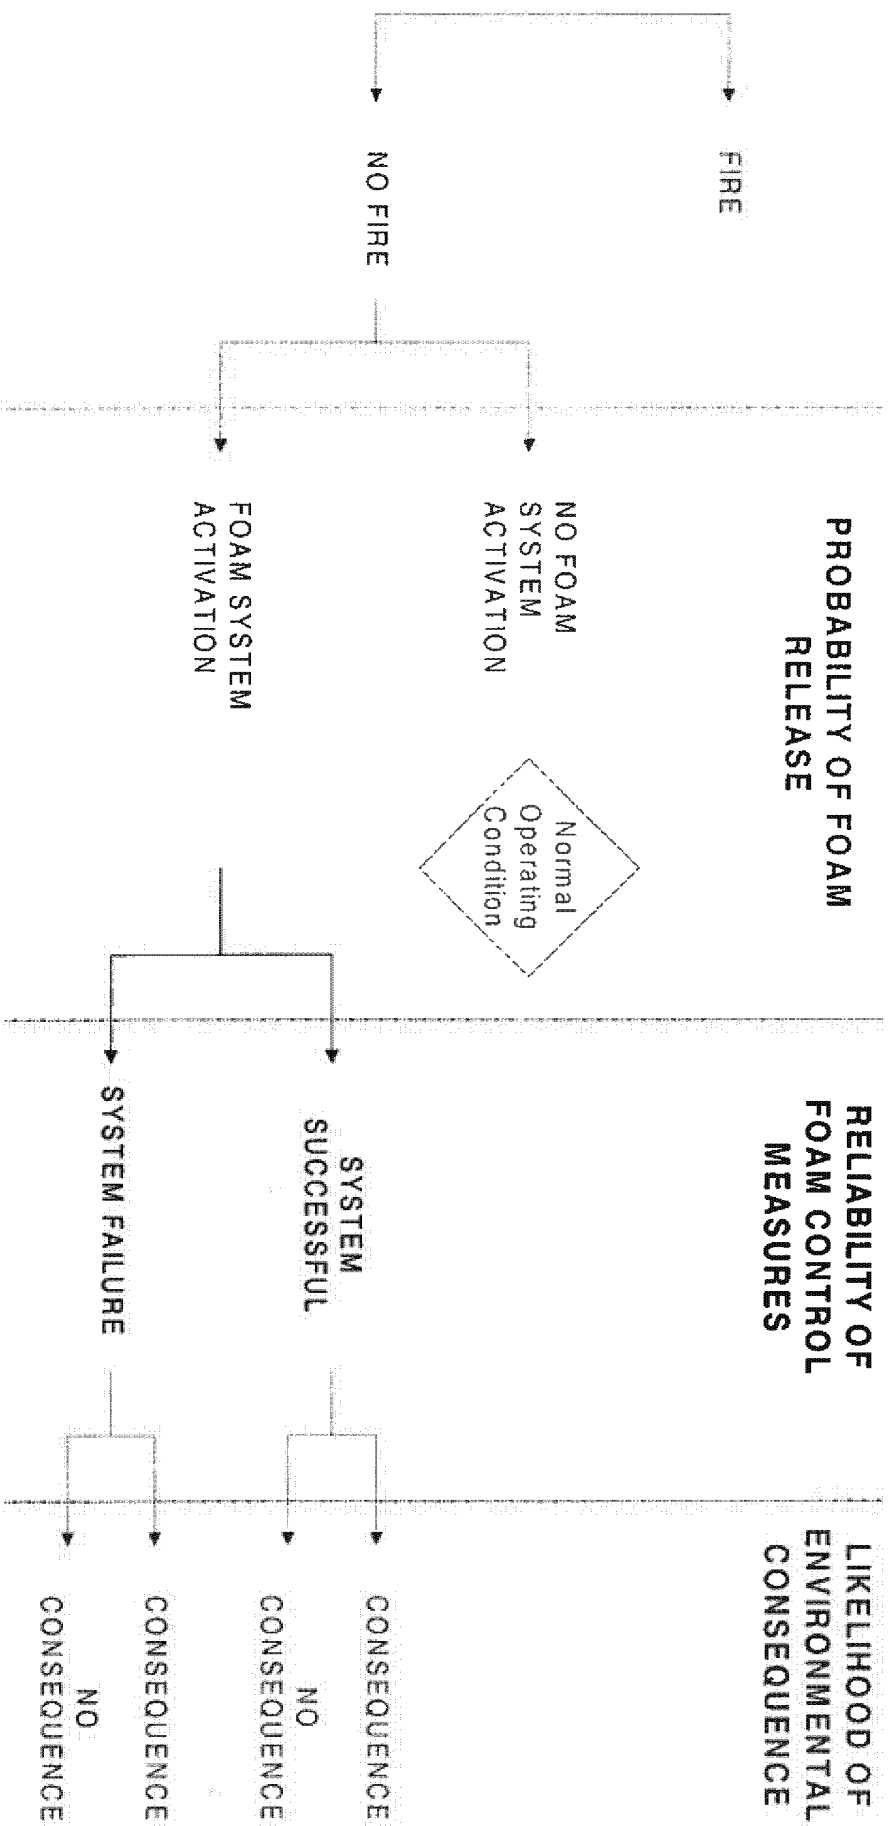 PROBABILITY OF FOAM
RELEASE
RELIABILITY OF
FOAM CONTROL
MEASURES
LIKELIHOOD OF
ENVIRONMENTAL
CONSEQUENCE
FIRE
NO FIRE
NO FOAM
SYSTEM
ACTIVATION
Normal
Operating
Condition
FOAM SYSTEM
ACTIVATION
SYSTEM
SUCCESSFUL
SYSTEM FAILURE
CONSEQUENCE
NO
CONSEQUENCE
CONSEQUENCE
NO
CONSEQUENCE